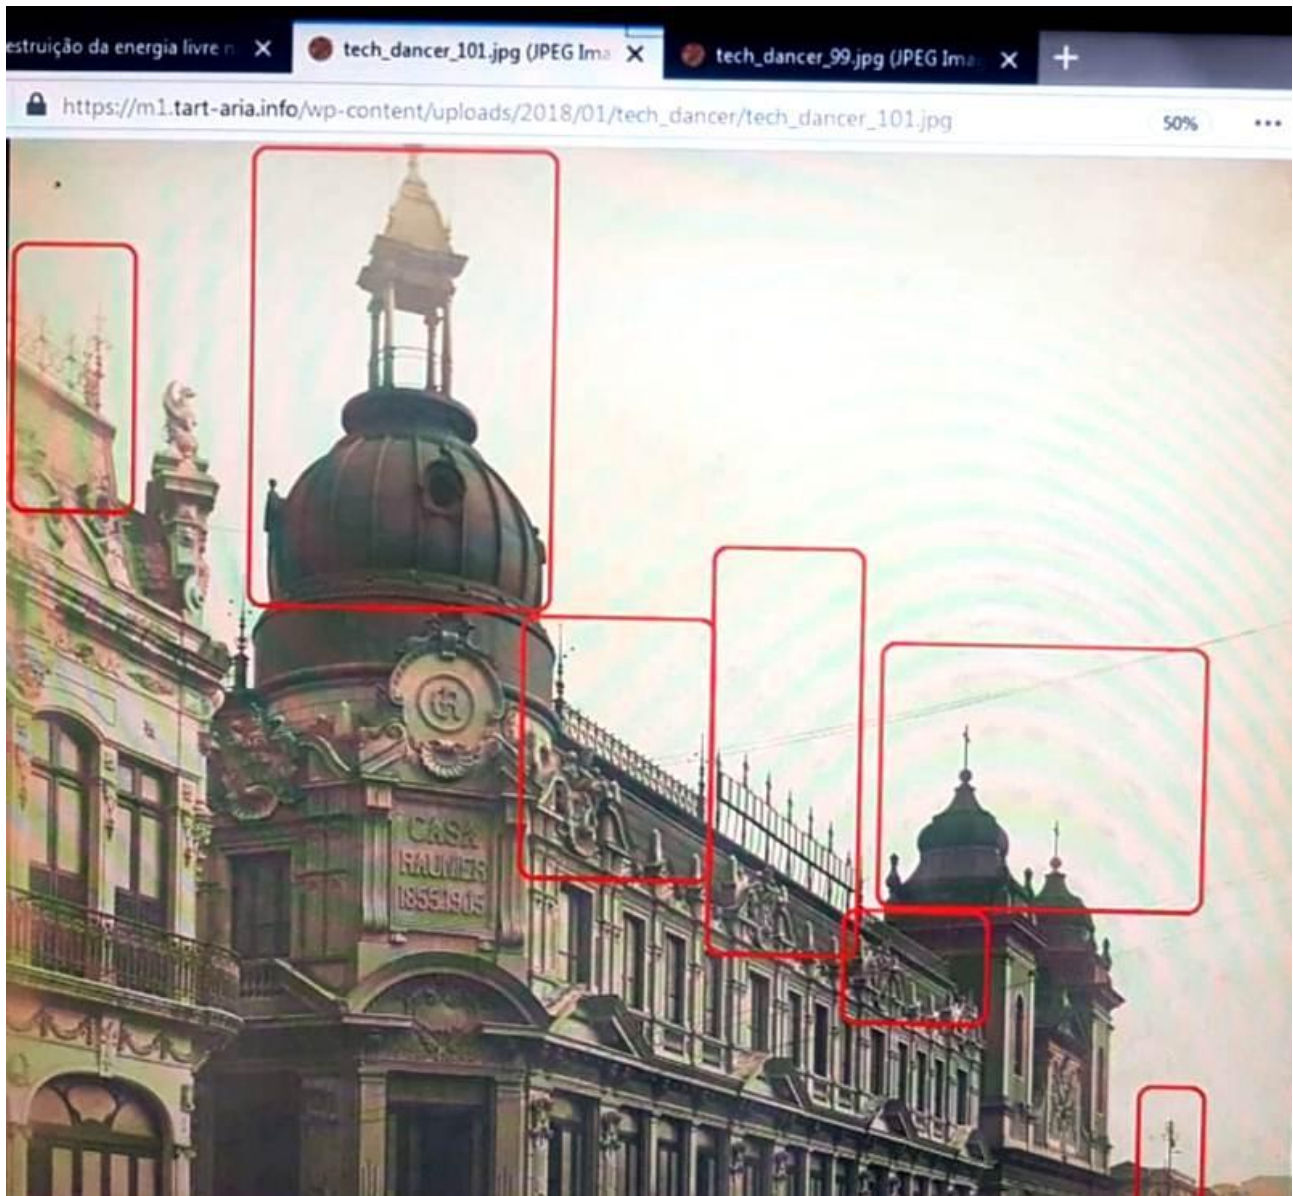 estruição da energia livre n
tech_dancer_101.jpg (JPEG Ima
tech_dancer_99.jpg (JPEG Ima
https://m1.tart-aria.info/wp-content/uploads/2018/01/tech_dancer/tech_dancer_101.jpg
50%
CR
CASA
RAUNIER
1855.1905